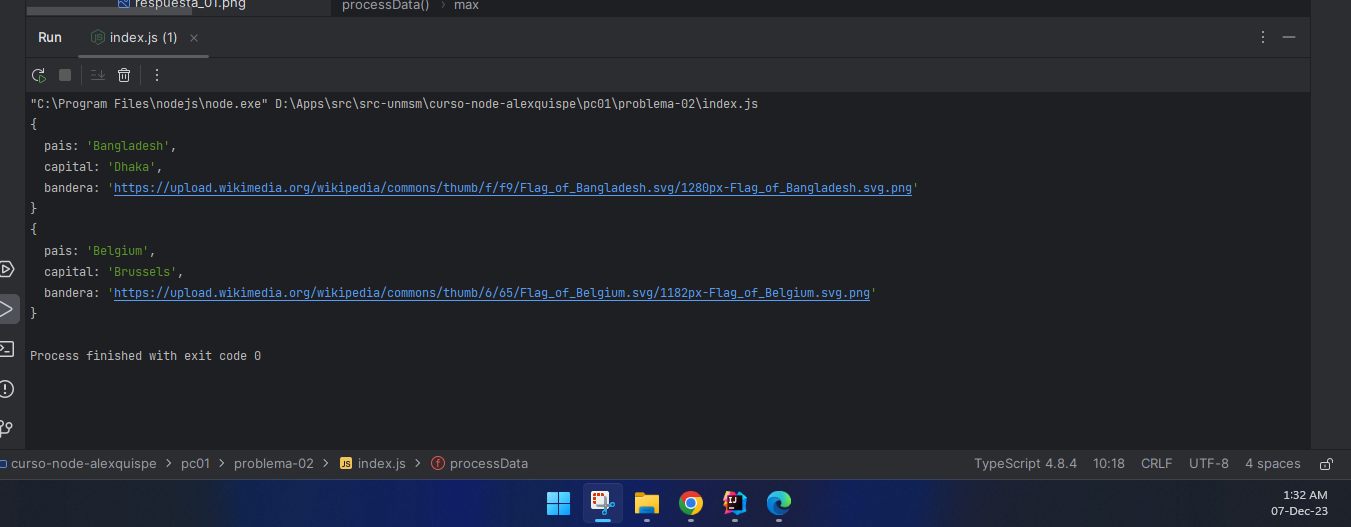 respuesta_01.png
processData() › max
Run index.js (1) ×
"C:\Program Files\nodejs\node.exe" D:\Apps\src\src-unmsm\curso-node-alexquispe\pc01\problema-02\index.js
{
  pais: 'Bangladesh',
  capital: 'Dhaka',
  bandera: 'https://upload.wikimedia.org/wikipedia/commons/thumb/f/f9/Flag_of_Bangladesh.svg/1280px-Flag_of_Bangladesh.svg.png'
}
{
  pais: 'Belgium',
  capital: 'Brussels',
  bandera: 'https://upload.wikimedia.org/wikipedia/commons/thumb/6/65/Flag_of_Belgium.svg/1182px-Flag_of_Belgium.svg.png'
}
Process finished with exit code 0
curso-node-alexquispe › pc01 › problema-02 › JS index.js › f processData TypeScript 4.8.4 10:18 CRLF UTF-8 4 spaces
IJ
1:32 AM
07-Dec-23